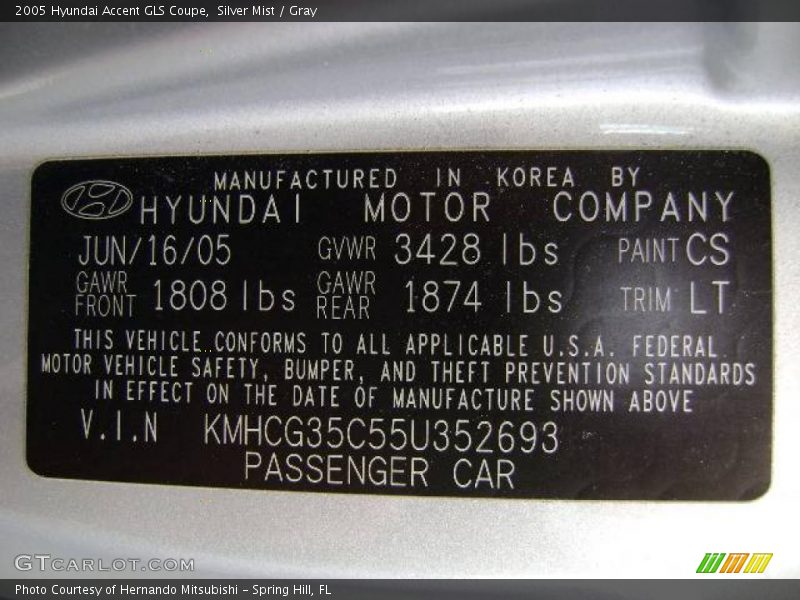 2005 Hyundai Accent GLS Coupe, Silver Mist / Gray
MANUFACTURED IN KOREA BY
HYUNDAI MOTOR COMPANY
JUN/16/05 GVWR 3428 lbs PAINT CS
GAWR FRONT 1808 lbs GAWR REAR 1874 lbs TRIM LT
THIS VEHICLE CONFORMS TO ALL APPLICABLE U.S.A. FEDERAL
MOTOR VEHICLE SAFETY, BUMPER, AND THEFT PREVENTION STANDARDS
IN EFFECT ON THE DATE OF MANUFACTURE SHOWN ABOVE
V.I.N KMHCG35C55U352693
PASSENGER CAR
GTCARLOT.COM
Photo Courtesy of Hernando Mitsubishi - Spring Hill, FL